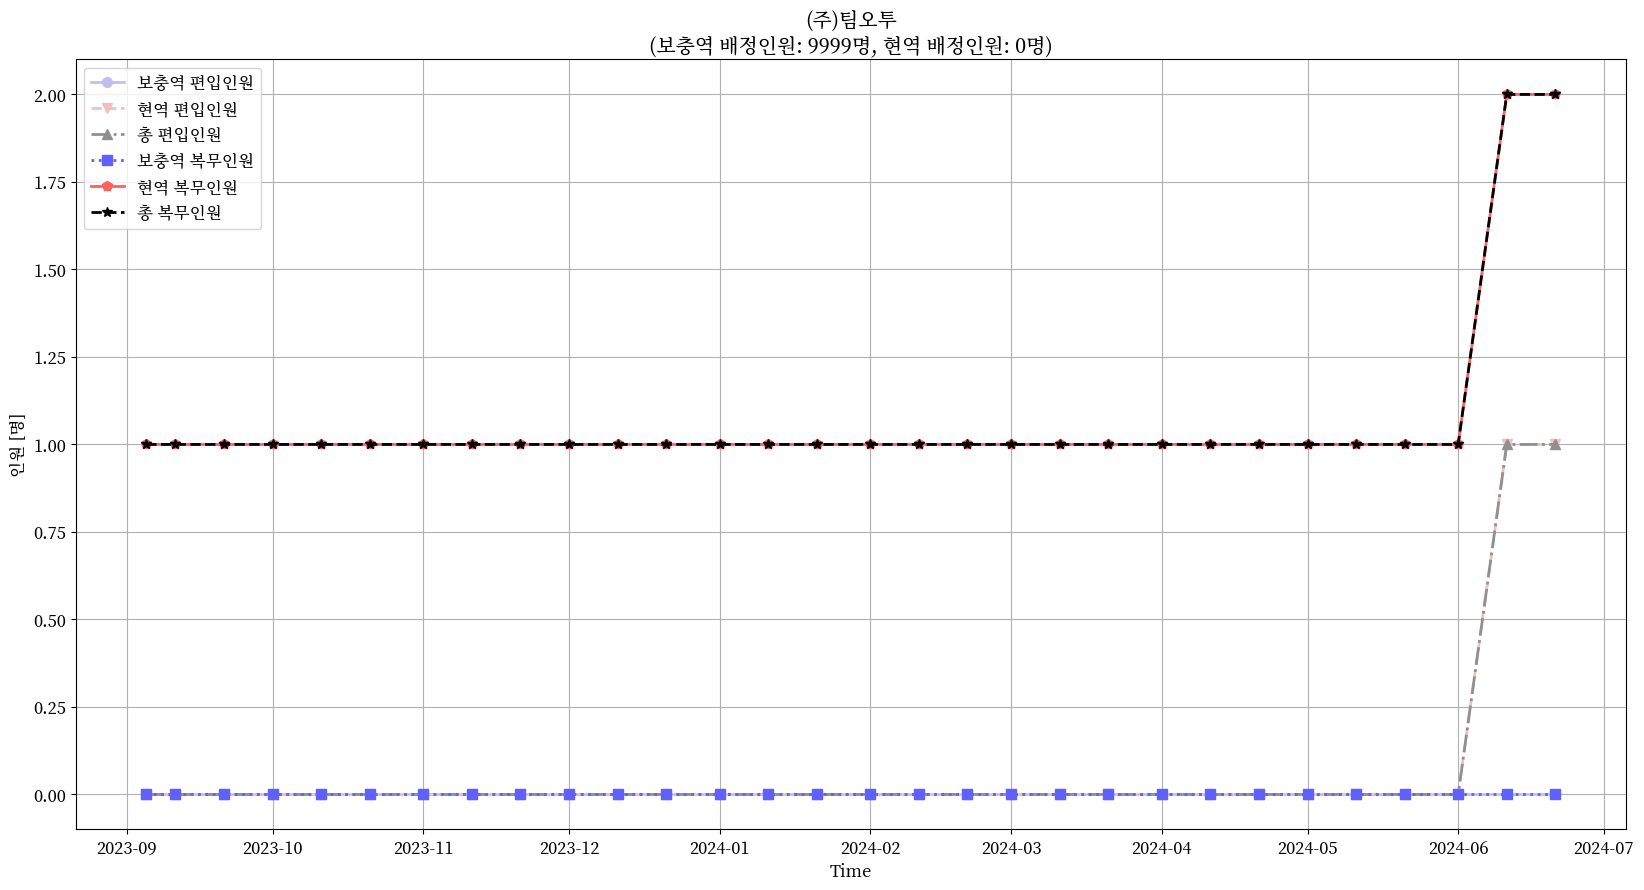 (주)팀오투
(보충역 배정인원: 9999명, 현역 배정인원: 0명)
보충역 편입인원
현역 편입인원
총 편입인원
보충역 복무인원
현역 복무인원
총 복무인원
2.00
1.75
1.50
1.25
1.00
0.75
0.50
0.25
0.00
인원 [명]
2023-09 2023-10 2023-11 2023-12 2024-01 2024-02 2024-03 2024-04 2024-05 2024-06 2024-07
Time